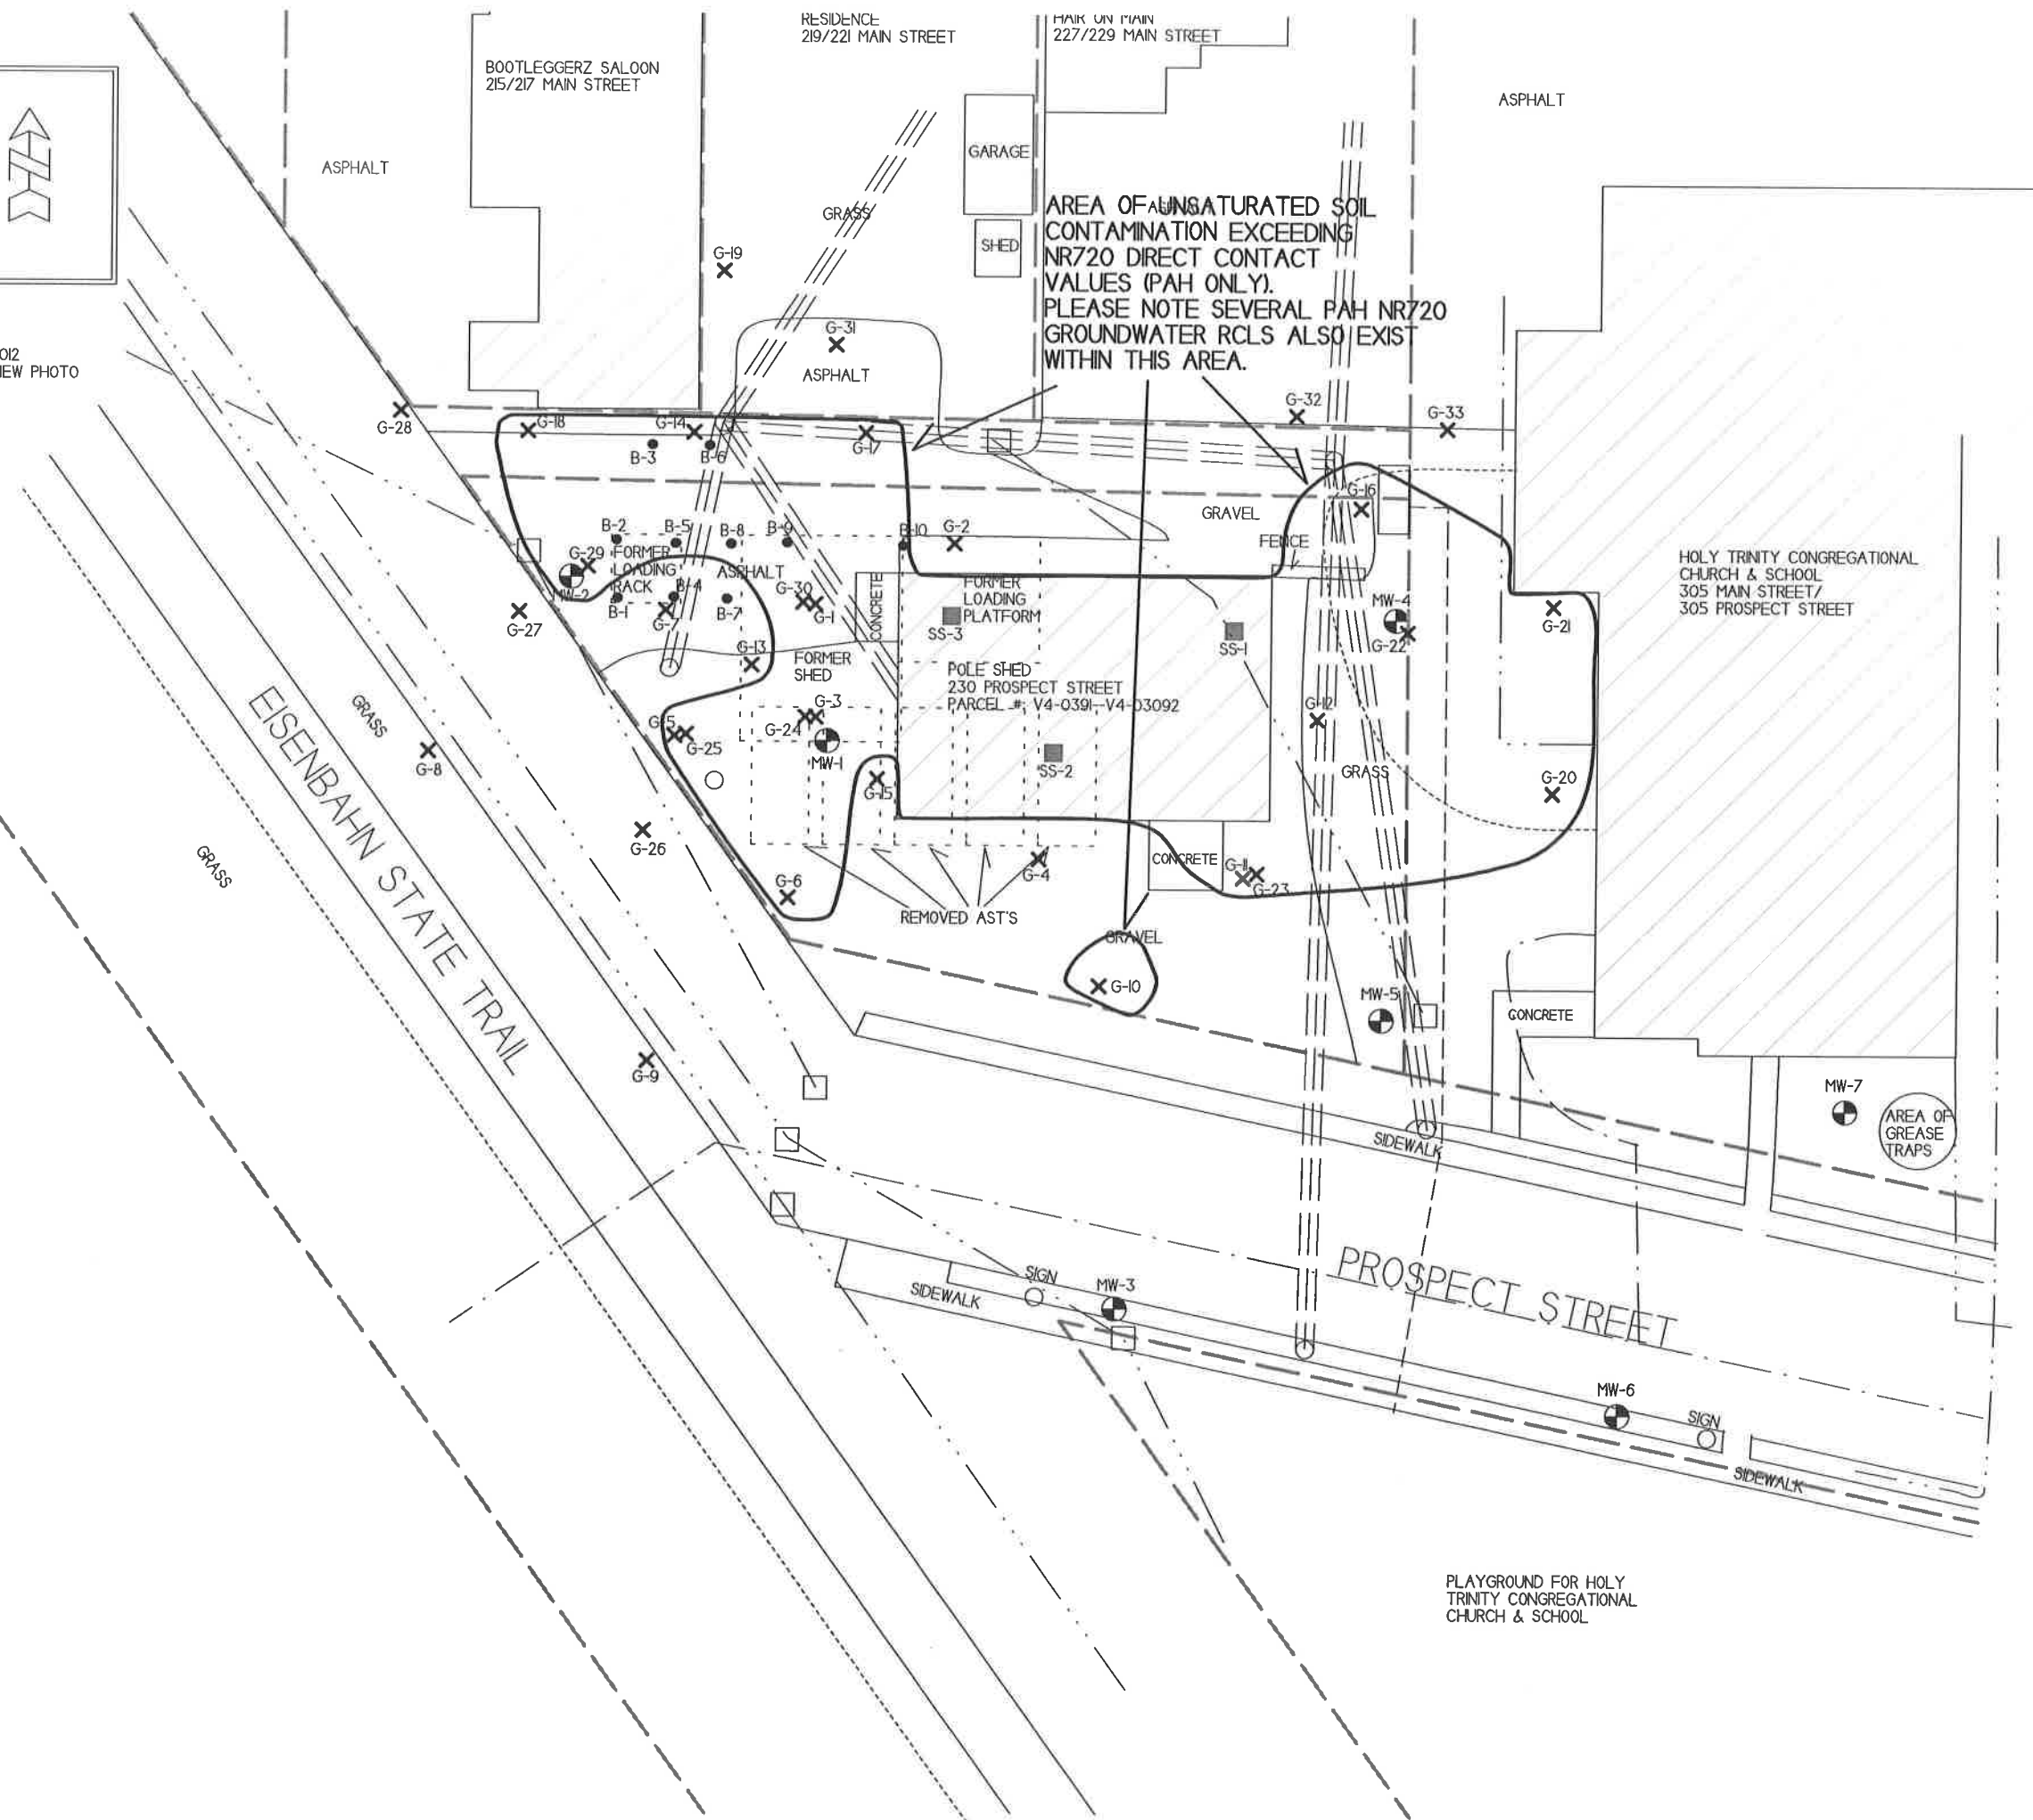 RESIDENCE
219/221 MAIN STREET
HAIR ON MAIN
227/229 MAIN STREET
BOOTLEGGERZ SALOON
215/217 MAIN STREET
ASPHALT
ASPHALT
GARAGE
GRASS
SHED
AREA OF UNSATURATED SOIL
CONTAMINATION EXCEEDING
NR720 DIRECT CONTACT
VALUES (PAH ONLY).
PLEASE NOTE SEVERAL PAH NR720
GROUNDWATER RCLS ALSO EXIST
WITHIN THIS AREA.
N
G-19
G-31
ASPHALT
G-28
G-18
G-14
G-17
G-32
G-33
B-3
B-6
G-16
GRAVEL
FENCE
B-2
B-5
B-8
B-9
B-10
G-2
G-29
FORMER
LOADING
RACK
ASPHALT
MW-2
B-1
B-4
G-7
B-7
G-30
G-1
CONCRETE
FORMER
LOADING
PLATFORM
SS-3
SS-1
MW-4
G-22
G-21
HOLY TRINITY CONGREGATIONAL
CHURCH & SCHOOL
305 MAIN STREET/
305 PROSPECT STREET
G-27
G-13
FORMER
SHED
POLE SHED
230 PROSPECT STREET
PARCEL #: V4-0391--V4-03092
G-5
G-25
G-24
G-3
MW-1
G-12
SS-2
GRASS
G-20
G-15
G-8
GRASS
EISENBAHN STATE TRAIL
GRASS
G-26
G-6
G-4
REMOVED AST'S
CONCRETE
G-11
G-23
GRAVEL
G-10
MW-5
CONCRETE
G-9
MW-7
AREA OF
GREASE
TRAPS
SIDEWALK
PROSPECT STREET
SIGN
MW-3
SIDEWALK
MW-6
SIGN
SIDEWALK
PLAYGROUND FOR HOLY
TRINITY CONGREGATIONAL
CHURCH & SCHOOL